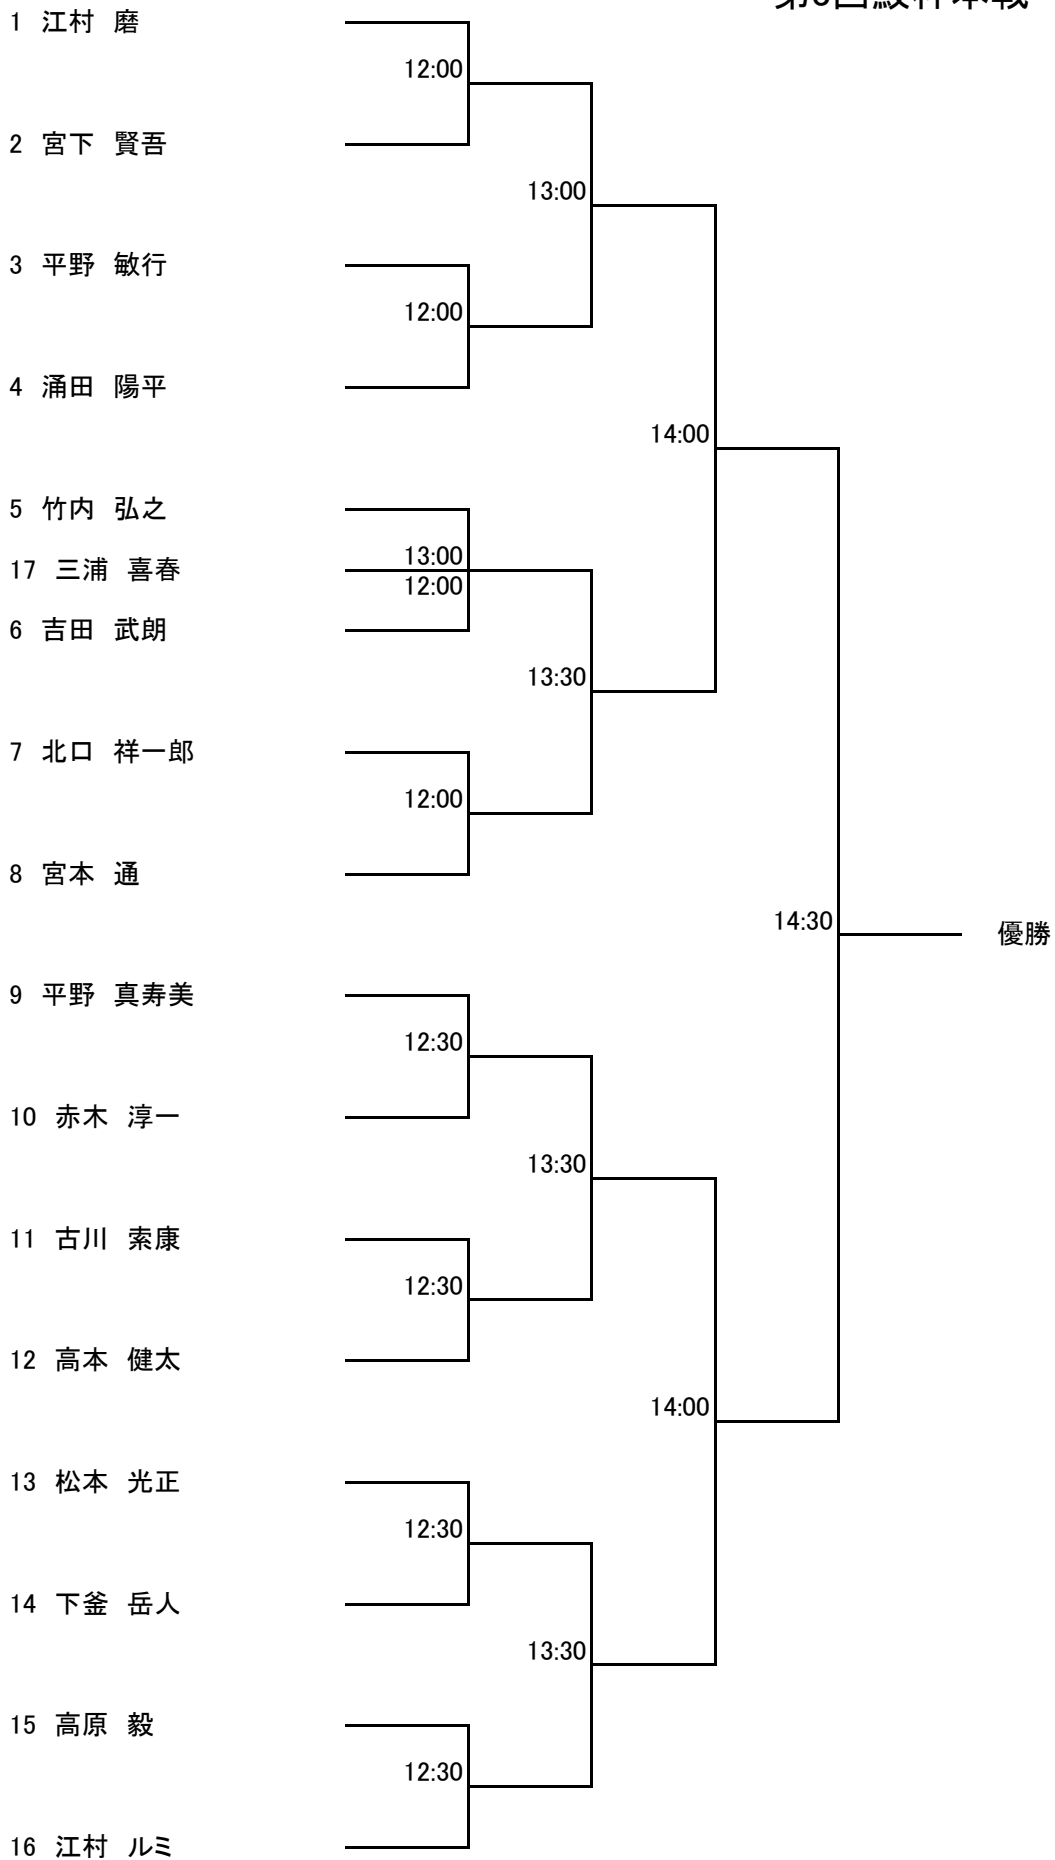 1 江村 磨
12:00
2 宮下 賢吾
13:00
3 平野 敏行
12:00
4 涌田 陽平
14:00
5 竹内 弘之
13:00
17 三浦 喜春
12:00
6 吉田 武朗
13:30
7 北口 祥一郎
12:00
8 宮本 通
14:30
優勝
9 平野 真寿美
12:30
10 赤木 淳一
13:30
11 古川 索康
12:30
12 高本 健太
14:00
13 松本 光正
12:30
14 下釜 岳人
13:30
15 高原 毅
12:30
16 江村 ルミ